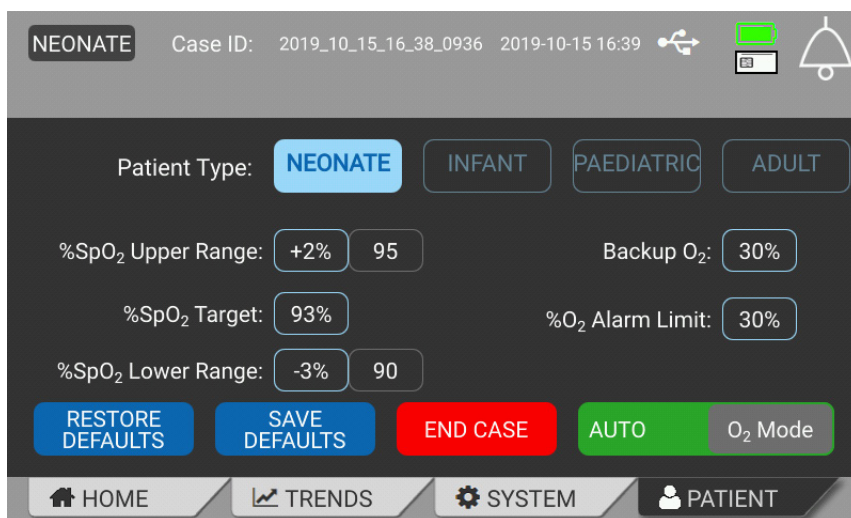 NEONATE Case ID: 2019_10_15_16_38_0936 2019-10-15 16:39
Patient Type: NEONATE INFANT PAEDIATRIC ADULT
%SpO₂ Upper Range: +2% 95 Backup O₂: 30%
%SpO₂ Target: 93% %O₂ Alarm Limit: 30%
%SpO₂ Lower Range: -3% 90
RESTORE DEFAULTS SAVE DEFAULTS END CASE AUTO O₂ Mode
HOME TRENDS SYSTEM PATIENT